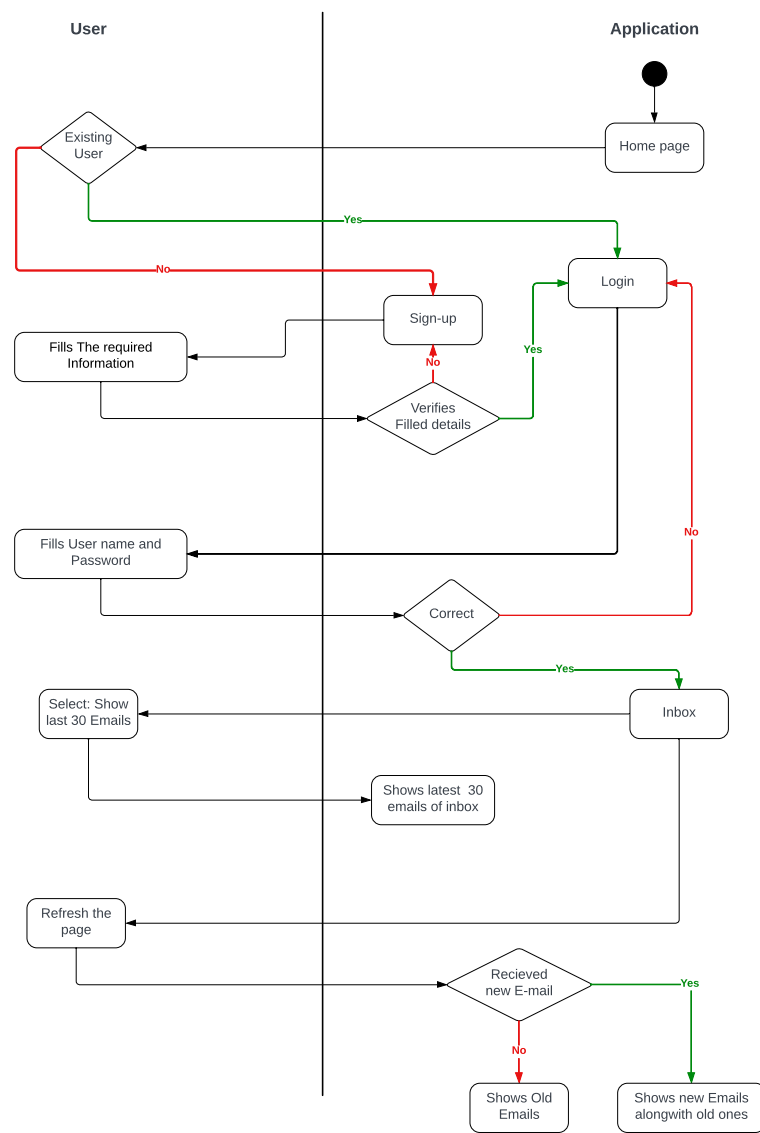 User
Application
Existing
User
Home page
Yes
Login
No
Sign-up
Fills The required
Information
Yes
No
Verifies
Filled details
Fills User name and
Password
No
Correct
Yes
Select: Show
last 30 Emails
Inbox
Shows latest  30
emails of inbox
Refresh the
page
Recieved
new E-mail
Yes
No
Shows Old
Emails
Shows new Emails
alongwith old ones